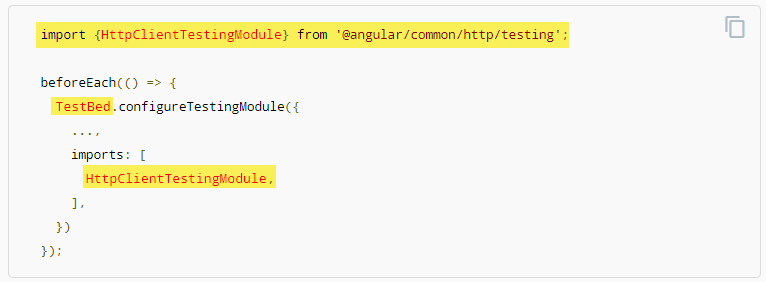 import {HttpClientTestingModule} from '@angular/common/http/testing';
beforeEach(() => {
TestBed.configureTestingModule({
...,
imports: [
HttpClientTestingModule,
],
})
});